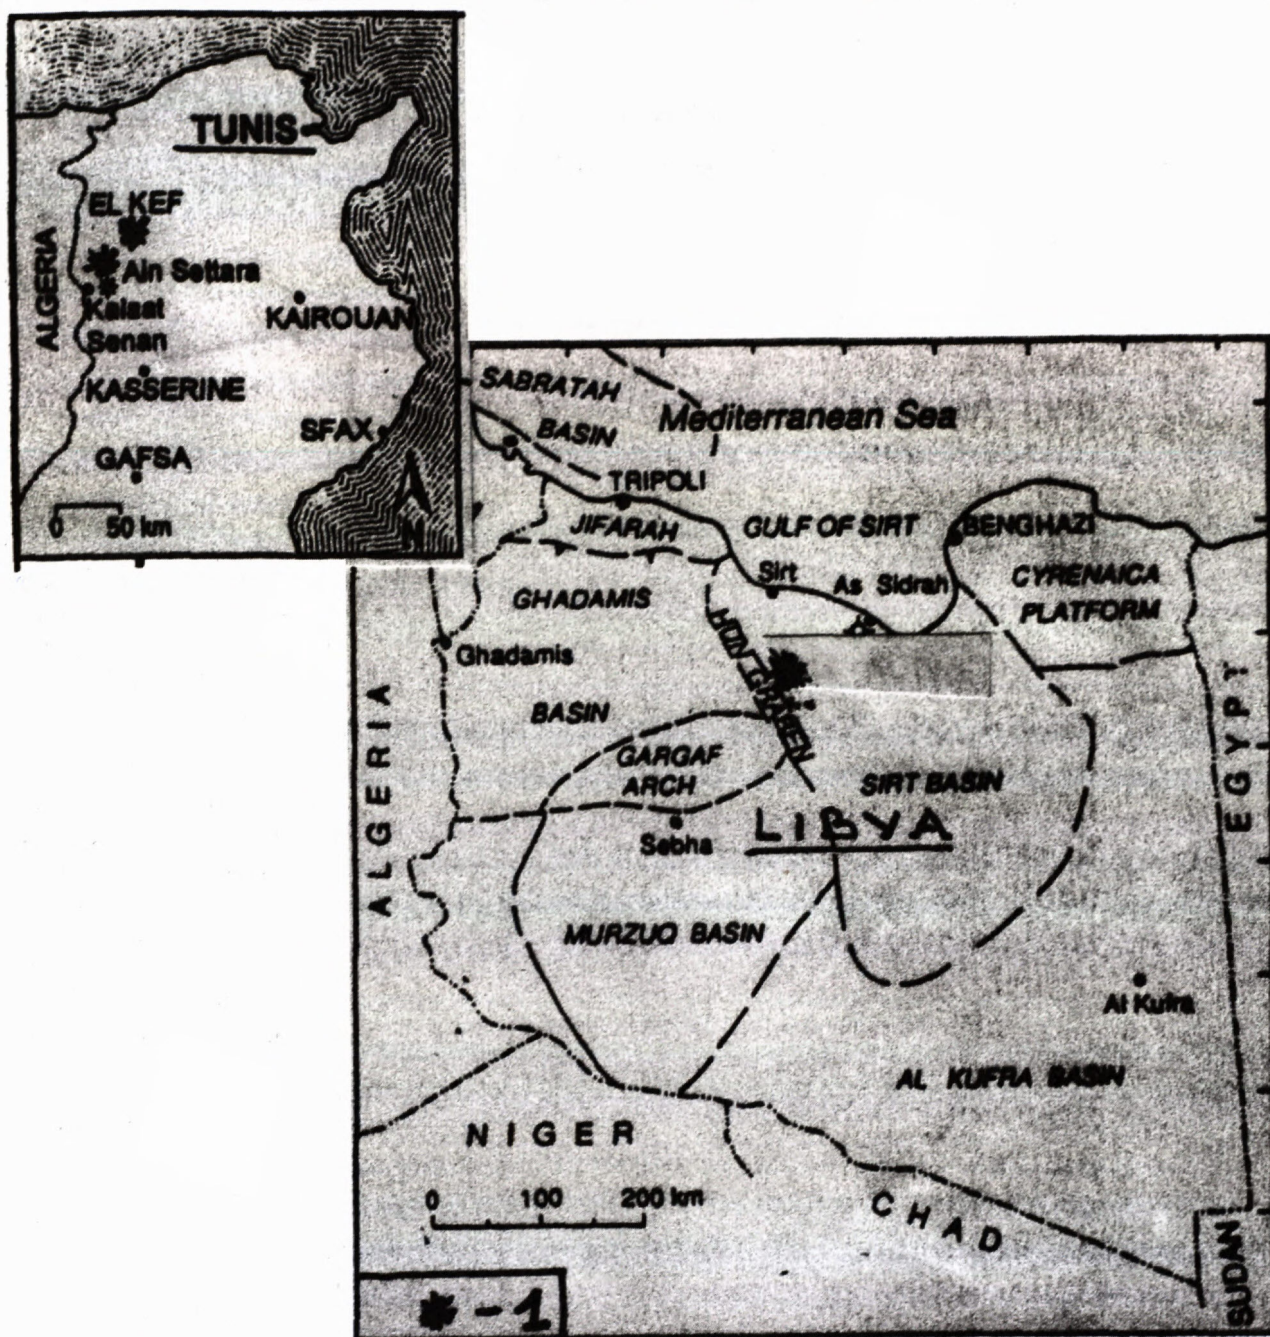 TUNIS
EL KEF
Ain Settara
Kalaat
Senan
KAIROUAN
KASSERINE
SFAX
GAFSA
ALGERIA
0 50 km
N
SABRATAH
BASIN
Mediterranean Sea
TRIPOLI
JIFARAH
GULF OF SIRT
BENGHAZI
Sirt
As Sidrah
CYRENAICA
PLATFORM
GHADAMIS
BASIN
Ghadamis
HUN GRABEN
GARGAF
ARCH
SIRT BASIN
Sebha
LIBYA
MURZUQ BASIN
Al Kufra
AL KUFRA BASIN
ALGERIA
EGYPT
NIGER
CHAD
SUDAN
0 100 200 km
- 1